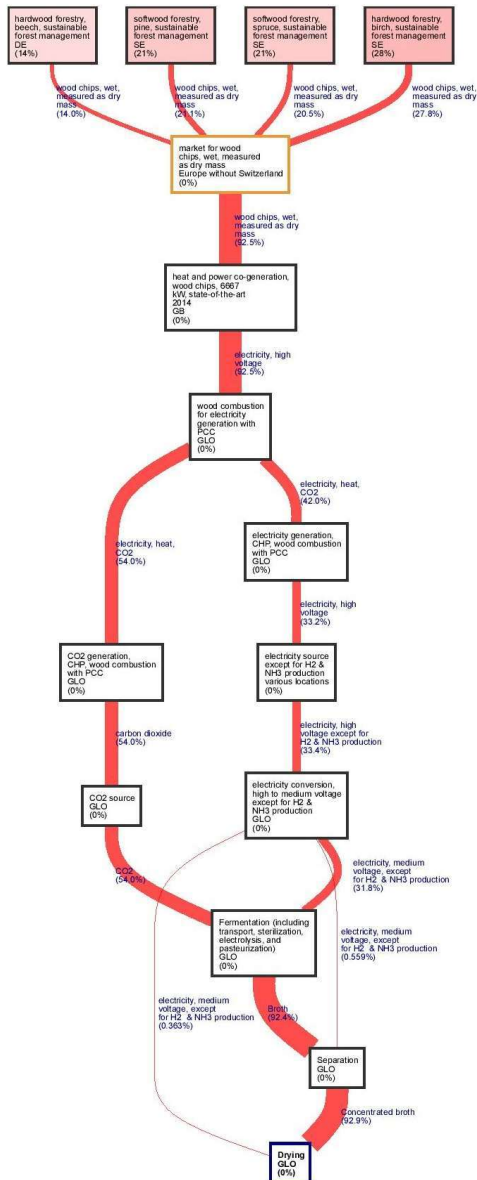 hardwood forestry,
beech, sustainable
forest management
DE
(14%)
softwood forestry,
pine, sustainable
forest management
SE
(21%)
softwood forestry,
spruce, sustainable
forest management
SE
(21%)
hardwood forestry,
birch, sustainable
forest management
SE
(28%)
wood chips, wet,
measured as dry
mass
(14.0%)
wood chips, wet,
measured as dry
mass
(21.1%)
wood chips, wet,
measured as dry
mass
(20.5%)
wood chips, wet,
measured as dry
mass
(27.8%)
market for wood
chips, wet, measured
as dry mass
Europe without Switzerland
(0%)
wood chips, wet,
measured as dry
mass
(92.5%)
heat and power co-generation,
wood chips, 6667
kW, state-of-the-art
2014
GB
(0%)
electricity, high
voltage
(92.5%)
wood combustion
for electricity
generation with
PCC
GLO
(0%)
electricity, heat,
CO2
(42.0%)
electricity, heat,
CO2
(54.0%)
electricity generation,
CHP, wood combustion
with PCC
GLO
(0%)
electricity, high
voltage
(33.2%)
CO2 generation,
CHP, wood combustion
with PCC
GLO
(0%)
electricity source
except for H2 &
NH3 production
various locations
(0%)
carbon dioxide
(54.0%)
electricity, high
voltage except for
H2 & NH3 production
(33.4%)
CO2 source
GLO
(0%)
electricity conversion,
high to medium voltage
except for H2 &
NH3 production
GLO
(0%)
CO2
(54.0%)
electricity, medium
voltage, except
for H2 & NH3 production
(31.8%)
Fermentation (including
transport, sterilization,
electrolysis, and
pasteurization)
GLO
(0%)
electricity, medium
voltage, except
for H2 & NH3 production
(0.559%)
electricity, medium
voltage, except
for H2 & NH3 production
(0.363%)
Broth
(92.4%)
Separation
GLO
(0%)
Concentrated broth
(92.9%)
Drying
GLO
(0%)